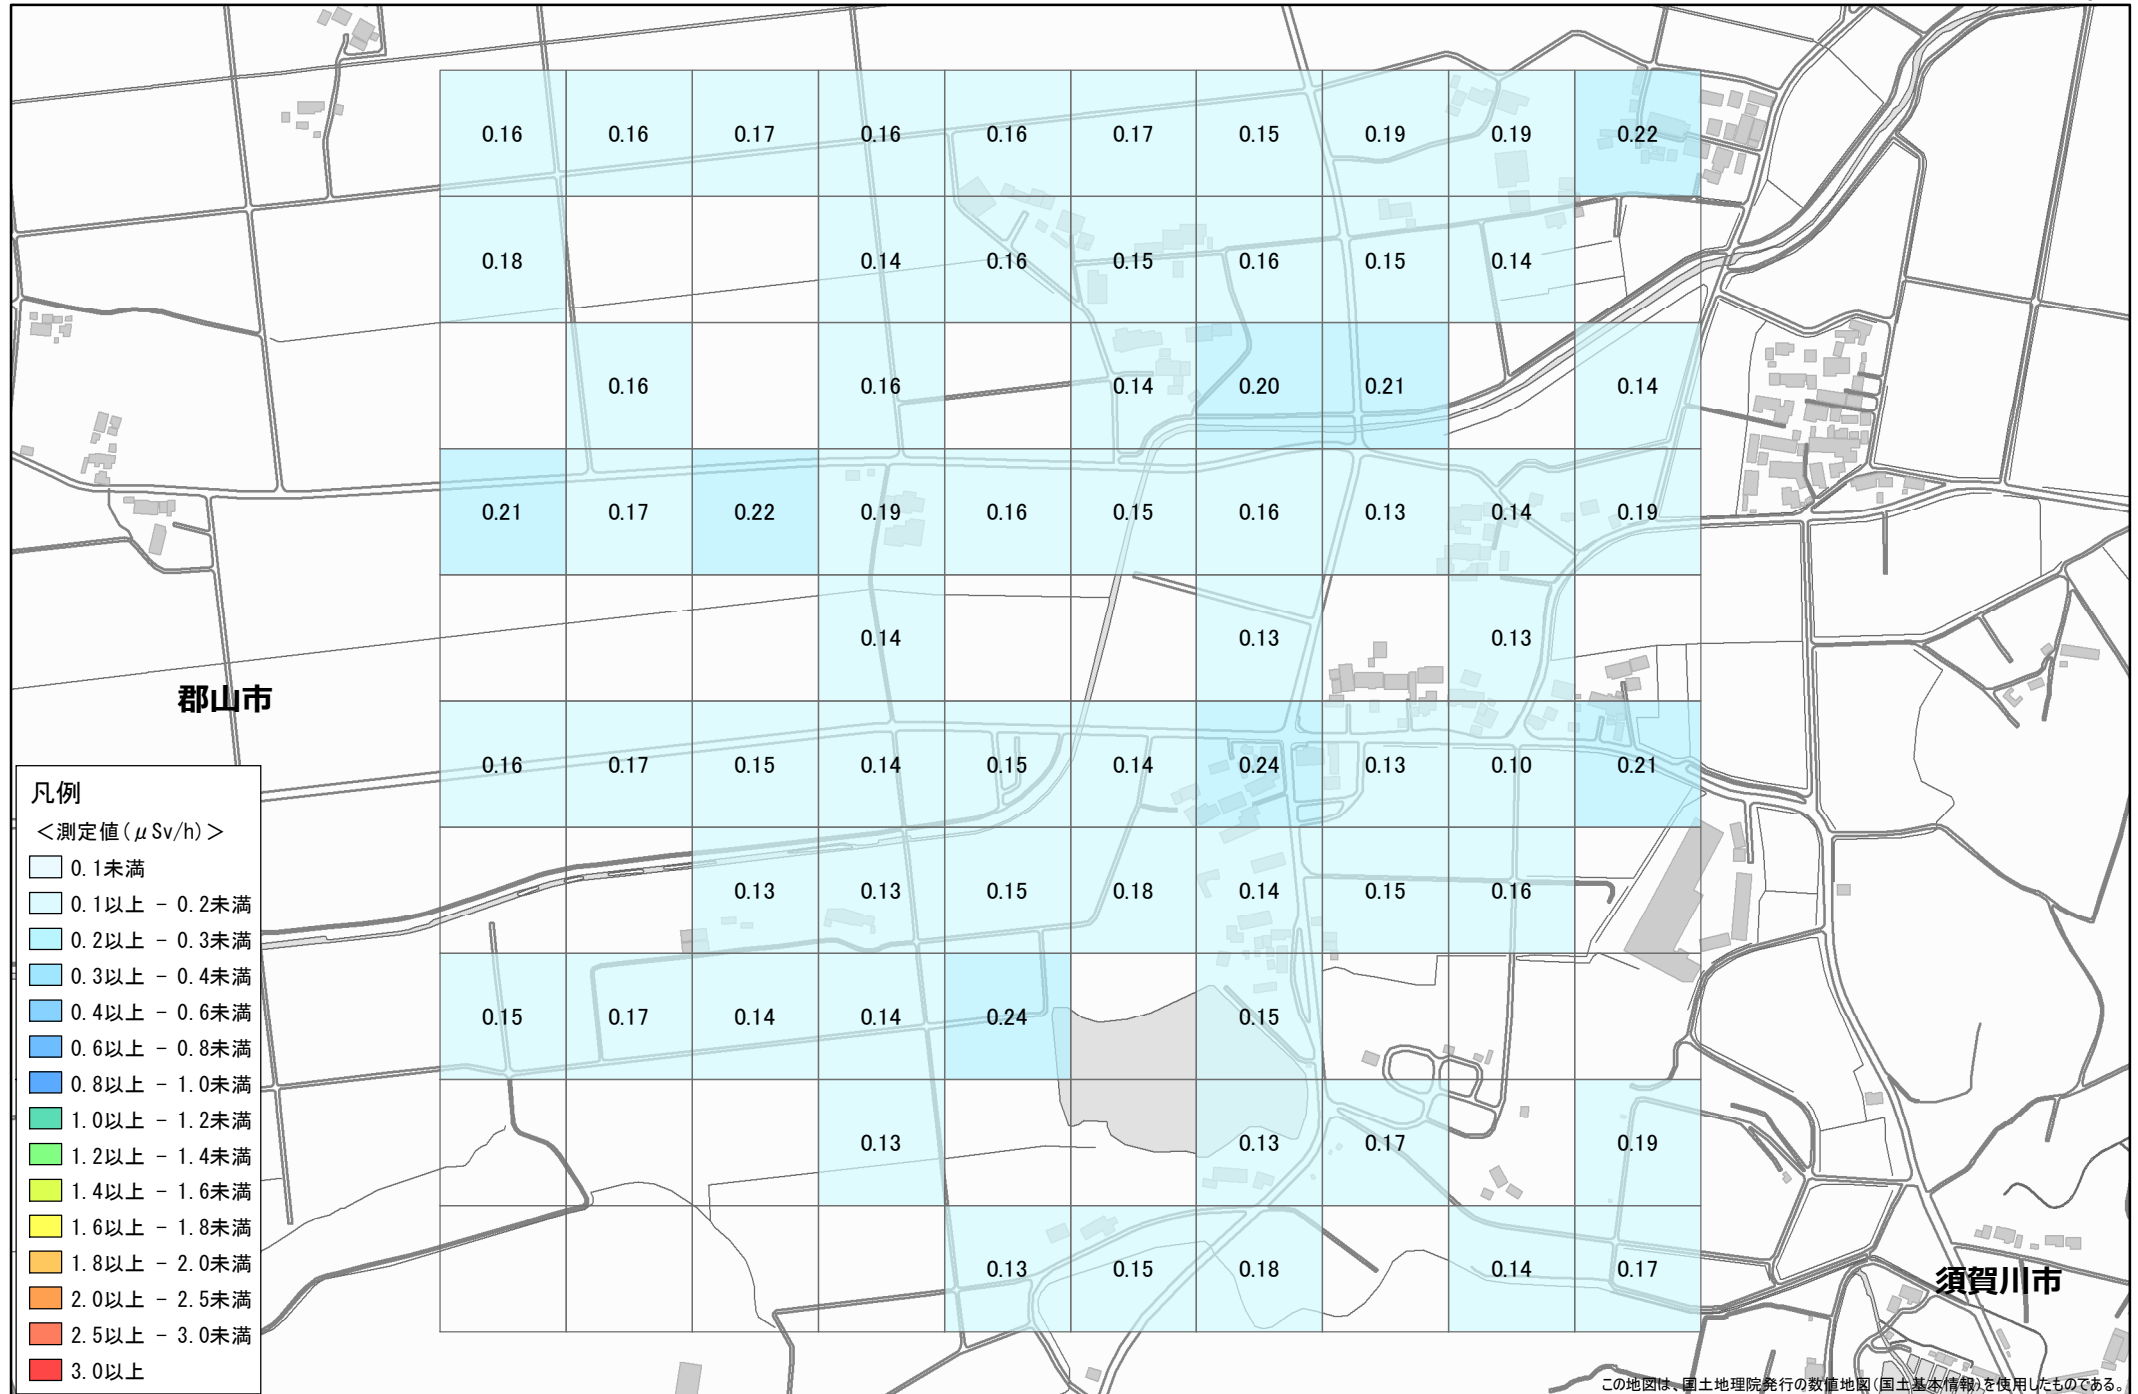 0.16 0.16 0.17 0.16 0.16 0.17 0.15 0.19 0.19 0.22
0.18 0.14 0.16 0.15 0.16 0.15 0.14
0.16 0.16 0.14 0.20 0.21 0.14
0.21 0.17 0.22 0.19 0.16 0.15 0.16 0.13 0.14 0.19
0.14 0.13 0.13
郡山市
0.16 0.17 0.15 0.14 0.15 0.14 0.24 0.13 0.10 0.21
0.13 0.13 0.15 0.18 0.14 0.15 0.16
0.15 0.17 0.14 0.14 0.24 0.15
0.13 0.13 0.17 0.19
0.13 0.15 0.18 0.14 0.17
須賀川市
凡例
＜測定値(μSv/h)＞
0.1未満
0.1以上 - 0.2未満
0.2以上 - 0.3未満
0.3以上 - 0.4未満
0.4以上 - 0.6未満
0.6以上 - 0.8未満
0.8以上 - 1.0未満
1.0以上 - 1.2未満
1.2以上 - 1.4未満
1.4以上 - 1.6未満
1.6以上 - 1.8未満
1.8以上 - 2.0未満
2.0以上 - 2.5未満
2.5以上 - 3.0未満
3.0以上
この地図は、国土地理院発行の数値地図(国土基本情報)を使用したものである。